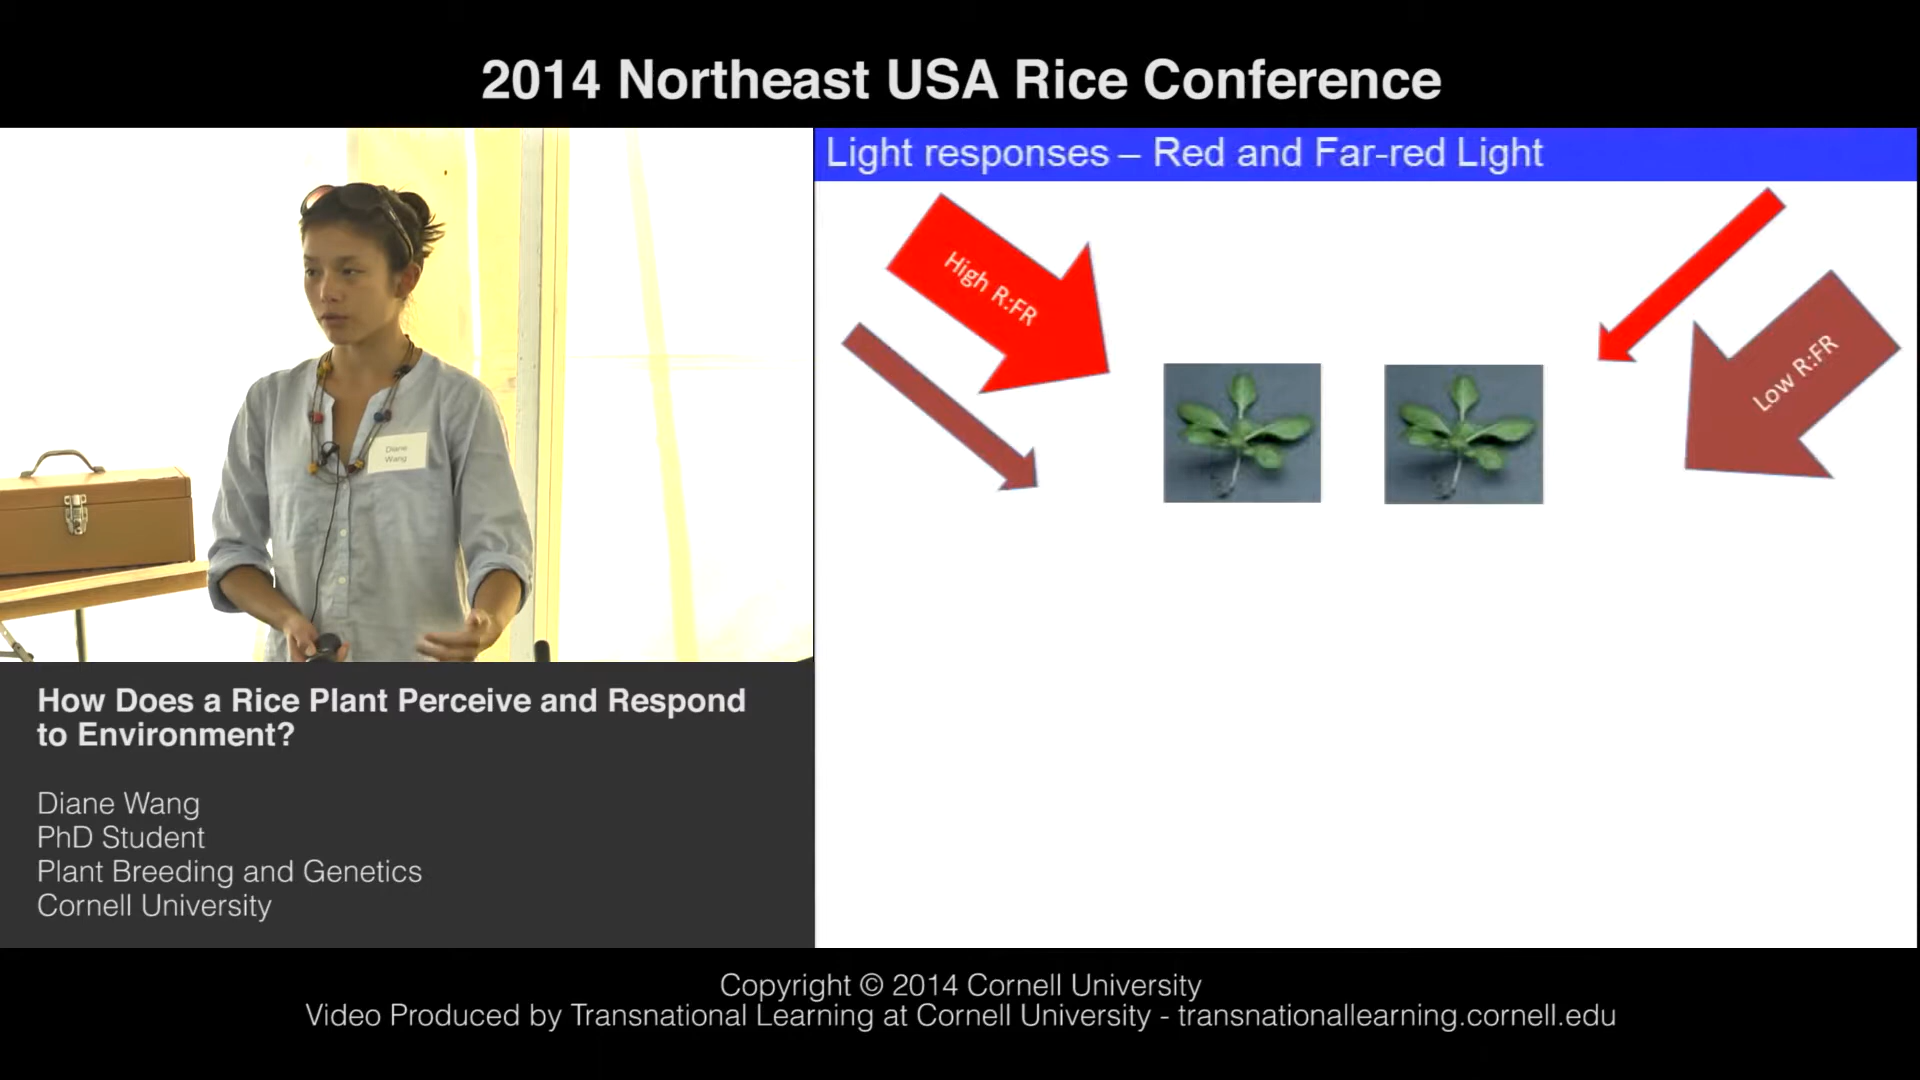 2014 Northeast USA Rice Conference
Light responses – Red and Far-red Light
High R:FR
Low R:FR
Diane
Wang
How Does a Rice Plant Perceive and Respond
to Environment?
Diane Wang
PhD Student
Plant Breeding and Genetics
Cornell University
Copyright © 2014 Cornell University
Video Produced by Transnational Learning at Cornell University - transnationallearning.cornell.edu